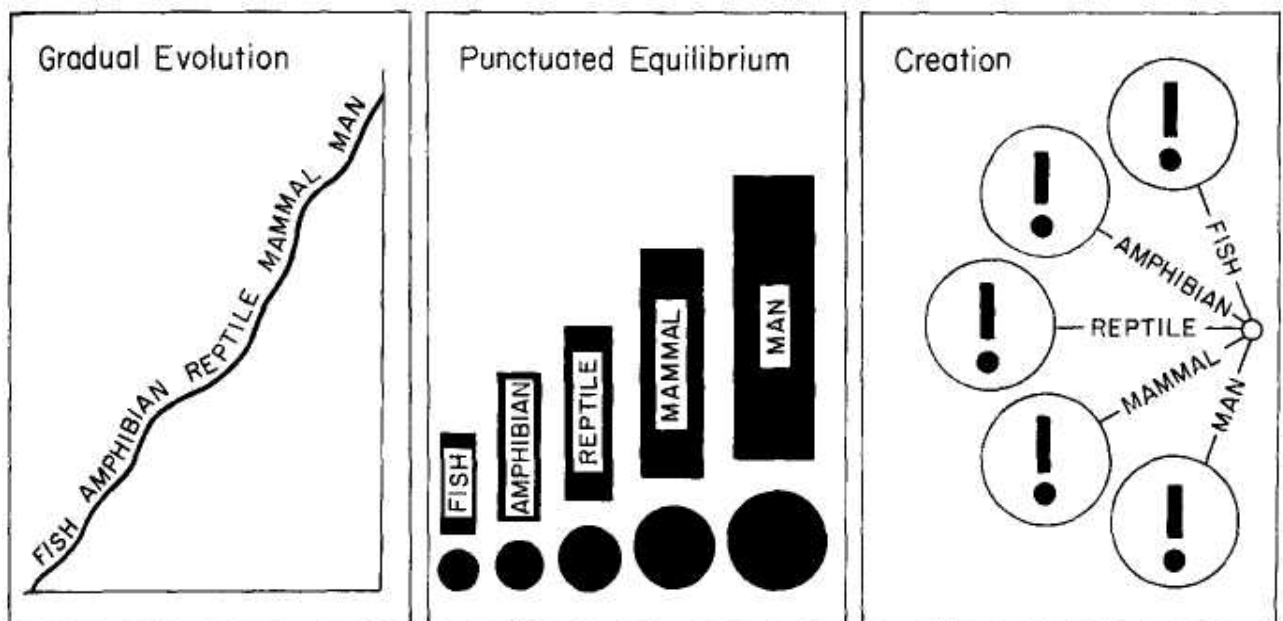 Gradual Evolution
FISH AMPHIBIAN REPTILE MAMMAL MAN
Punctuated Equilibrium
FISH
AMPHIBIAN
REPTILE
MAMMAL
MAN
Creation
FISH
AMPHIBIAN
REPTILE
MAMMAL
MAN